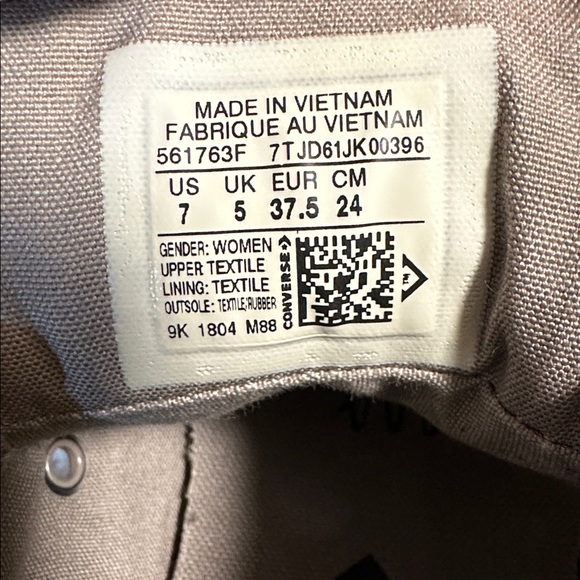 MADE IN VIETNAM
FABRIQUE AU VIETNAM
561763F 7TJD61JK00396
US UK EUR CM
7 5 37.5 24
GENDER: WOMEN
UPPER TEXTILE
LINING: TEXTILE
OUTSOLE: TEXTILE/RUBBER
9K 1804 M88
CONVERSE